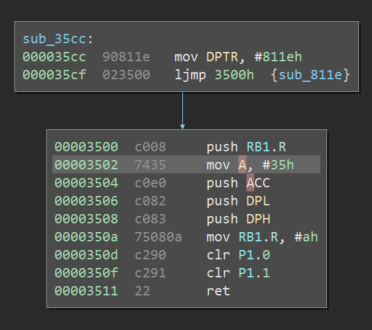 sub_35cc:
000035cc 90811e mov DPTR, #811eh
000035cf 023500 ljmp 3500h {sub_811e}
00003500 c008 push RB1.R
00003502 7435 mov A, #35h
00003504 c0e0 push ACC
00003506 c082 push DPL
00003508 c083 push DPH
0000350a 75080a mov RB1.R, #ah
0000350d c290 clr P1.0
0000350f c291 clr P1.1
00003511 22 ret